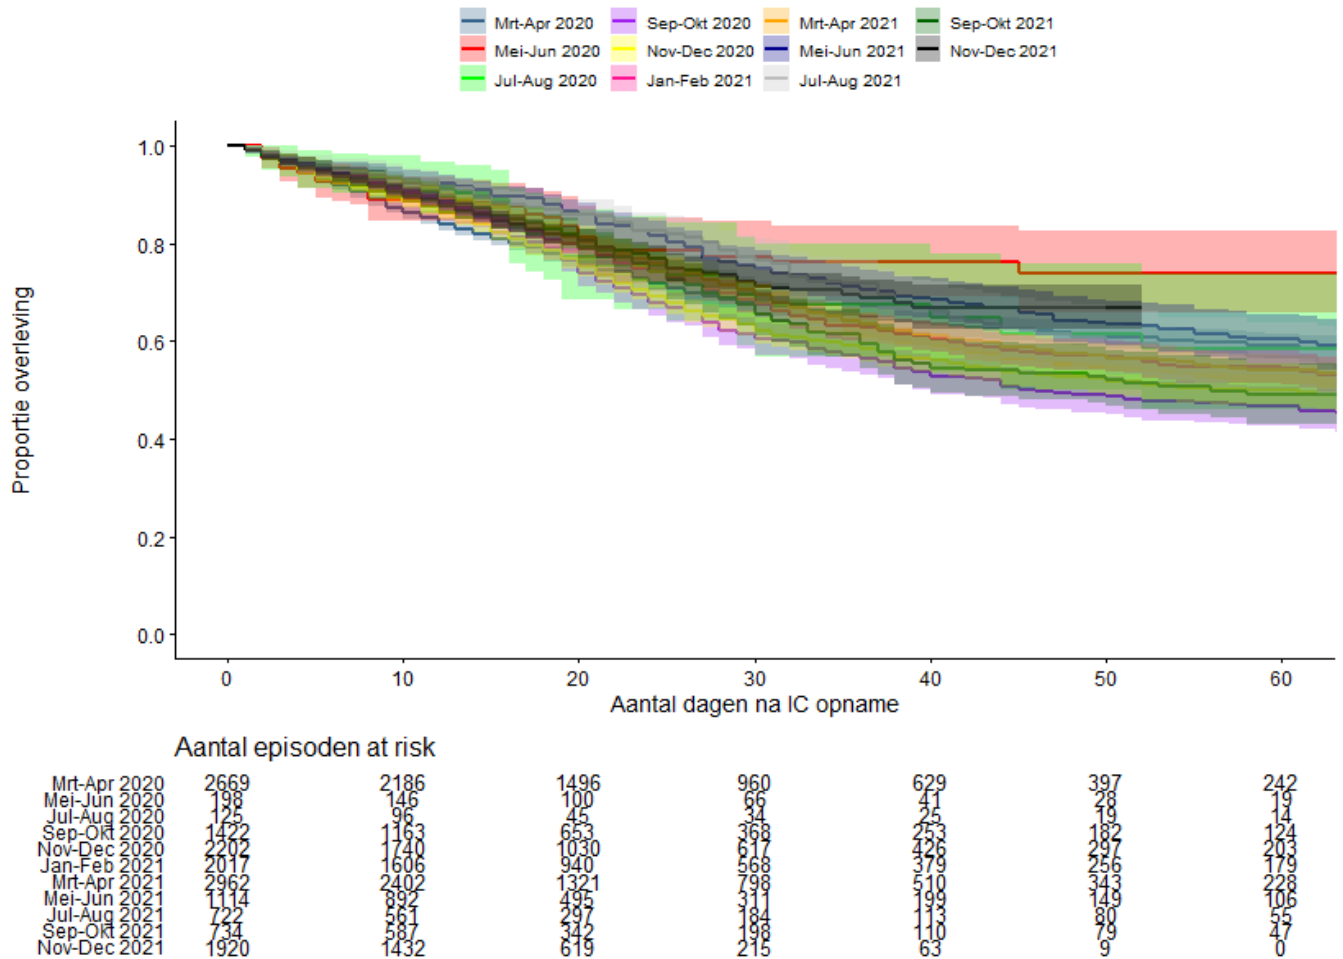 Mrt-Apr 2020 Sep-Okt 2020 Mrt-Apr 2021 Sep-Okt 2021
Mei-Jun 2020 Nov-Dec 2020 Mei-Jun 2021 Nov-Dec 2021
Jul-Aug 2020 Jan-Feb 2021 Jul-Aug 2021
1.0
0.8
0.6
0.4
0.2
0.0
Proportie overleving
0 10 20 30 40 50 60
Aantal dagen na IC opname
Aantal episoden at risk
Mrt-Apr 2020 2669 2186 1496 960 629 397 242
Mei-Jun 2020 198 146 100 66 41 28 19
Jul-Aug 2020 125 96 45 34 25 19 14
Sep-Okt 2020 1422 1163 653 368 253 182 124
Nov-Dec 2020 2202 1740 1030 617 426 297 203
Jan-Feb 2021 2017 1606 940 568 379 256 179
Mrt-Apr 2021 2962 2402 1321 798 510 343 228
Mei-Jun 2021 1114 892 495 311 199 149 106
Jul-Aug 2021 722 561 297 184 113 80 55
Sep-Okt 2021 734 587 342 198 110 79 47
Nov-Dec 2021 1920 1432 619 215 63 9 0